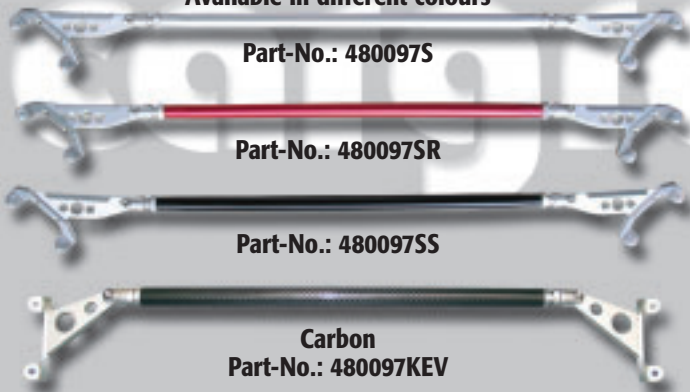 Available in different colours
Part-No.: 480097S
Part-No.: 480097SR
Part-No.: 480097SS
Carbon
Part-No.: 480097KEV